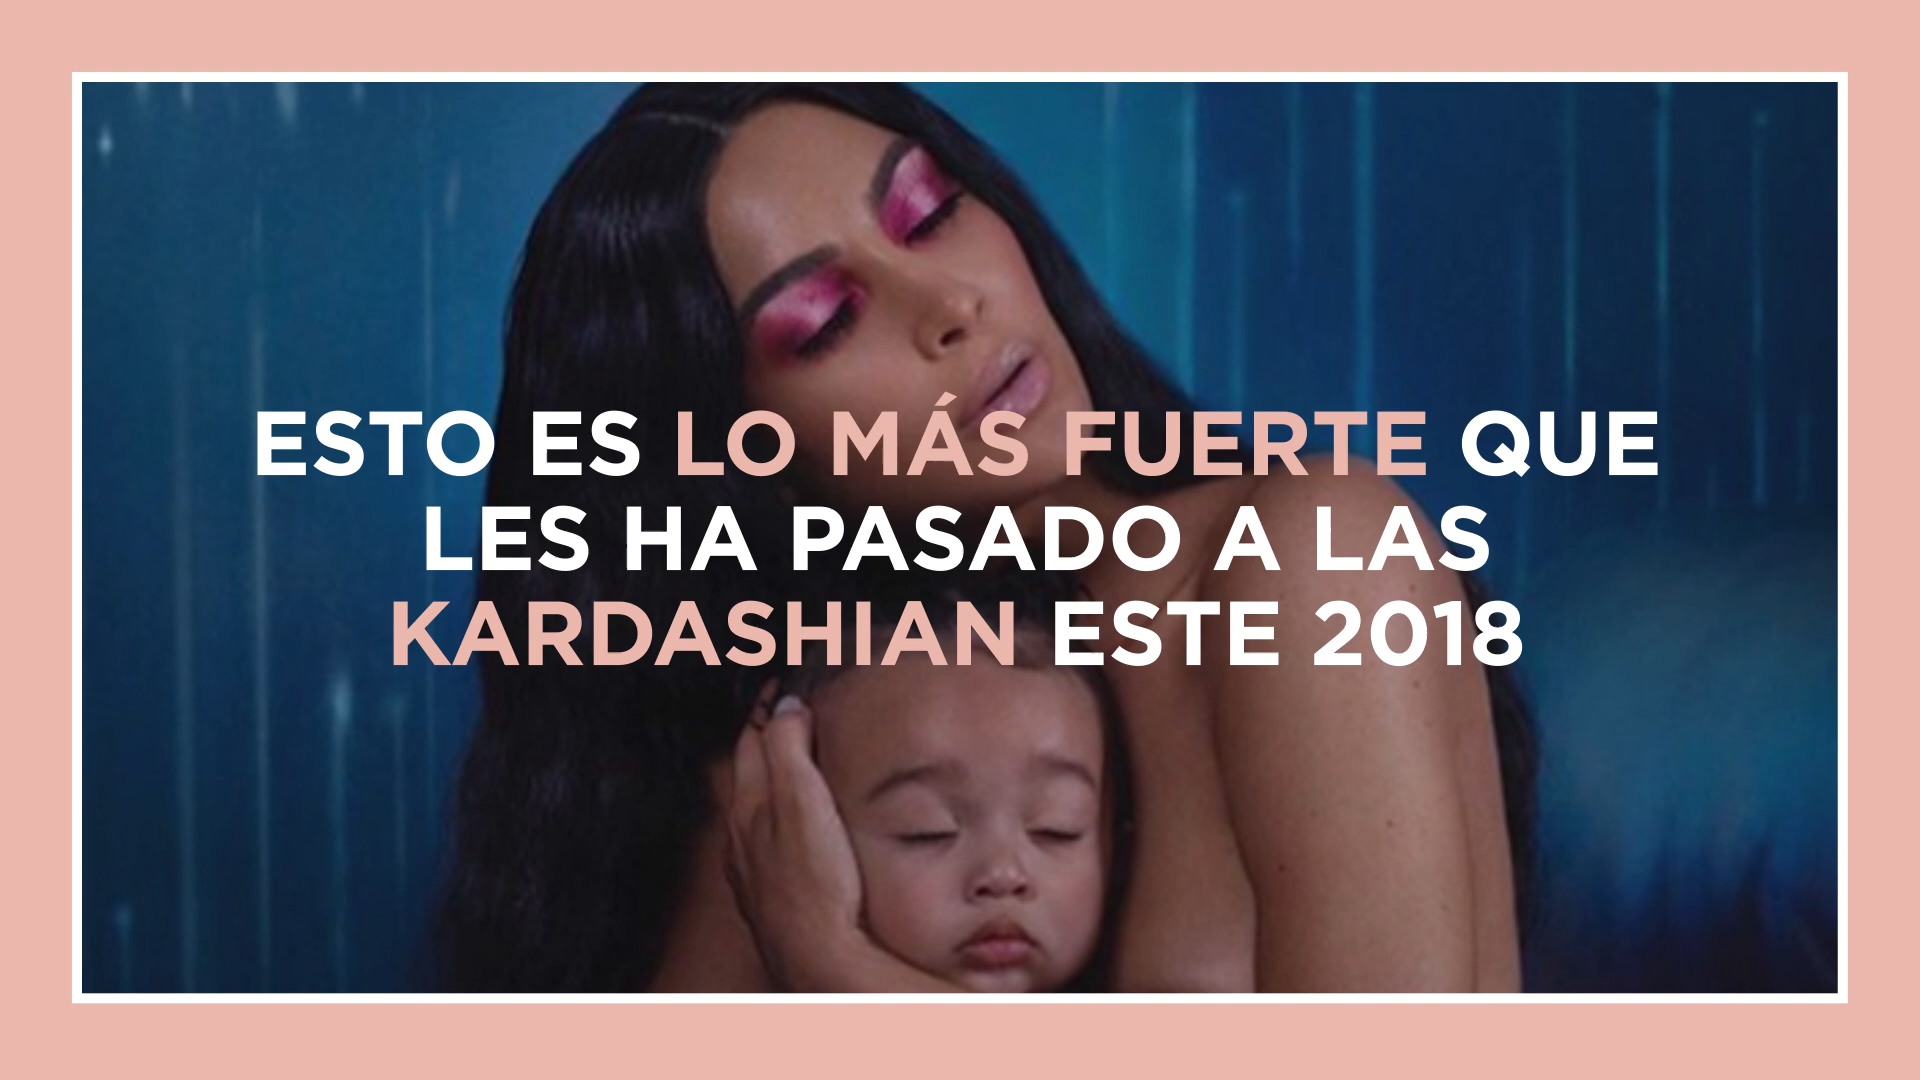 ESTO ES LO MÁS FUERTE QUE
LES HA PASADO A LAS
KARDASHIAN ESTE 2018